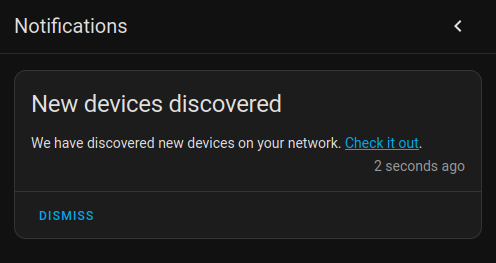 Notifications
New devices discovered
We have discovered new devices on your network. Check it out.
2 seconds ago
DISMISS